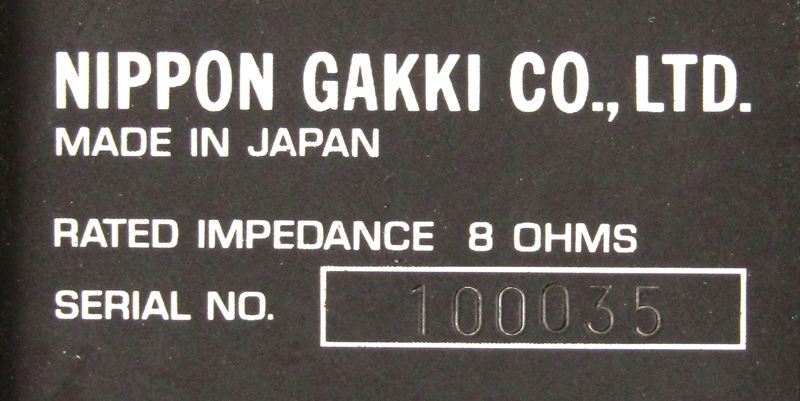 NIPPON GAKKI CO., LTD.
MADE IN JAPAN
RATED IMPEDANCE 8 OHMS
SERIAL NO. 100035